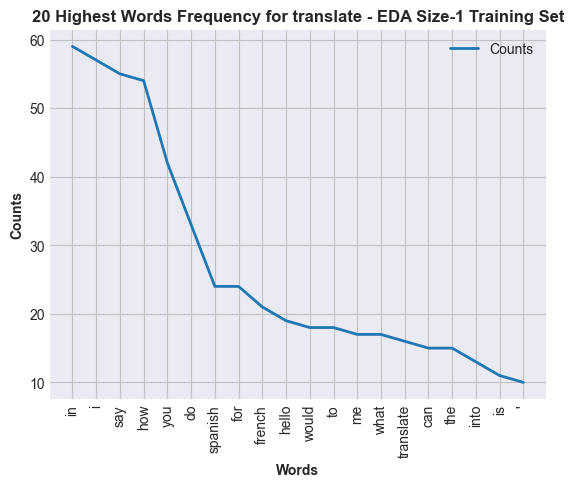 20 Highest Words Frequency for translate - EDA Size-1 Training Set
Counts
60
50
40
30
20
10
Counts
in
i
say
how
you
do
spanish
for
french
hello
would
to
me
what
translate
can
the
into
is
'
Words